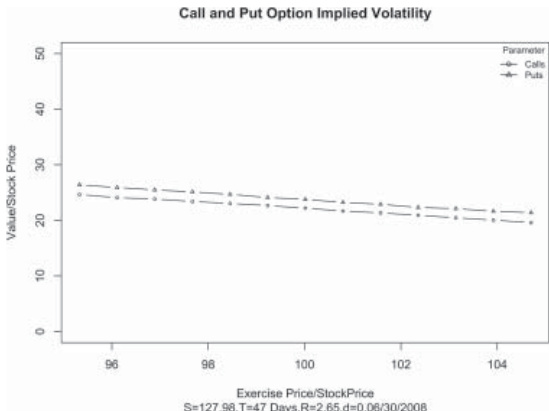 Call and Put Option Implied Volatility
Parameter
Calls
Puts
Value/Stock Price
50
40
30
20
10
0
96
98
100
102
104
Exercise Price/StockPrice
S=127.98,T=47 Days,R=2.65,d=0,06/30/2008